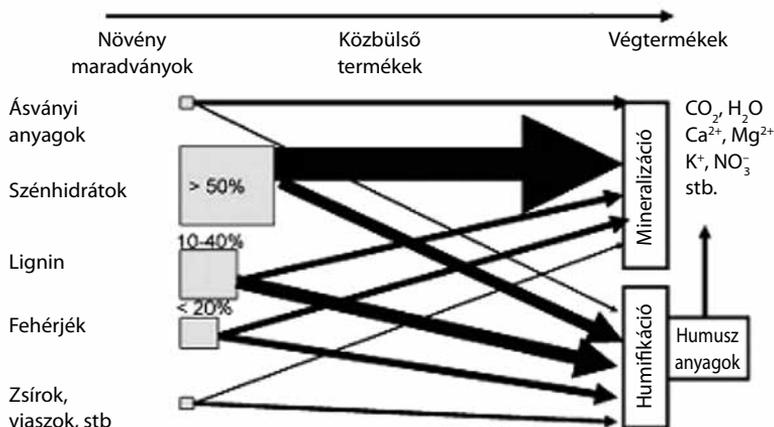 Növény
maradványok
Közbülső
termékek
Végtermékek
Ásványi
anyagok
Szénhidrátok
Lignin
Fehérjék
Zsírok,
viaszok, stb
> 50%
10-40%
< 20%
Mineralizáció
Humifikáció
Humusz
anyagok
CO₂, H₂O
Ca²⁺, Mg²⁺
K⁺, NO₃⁻
stb.